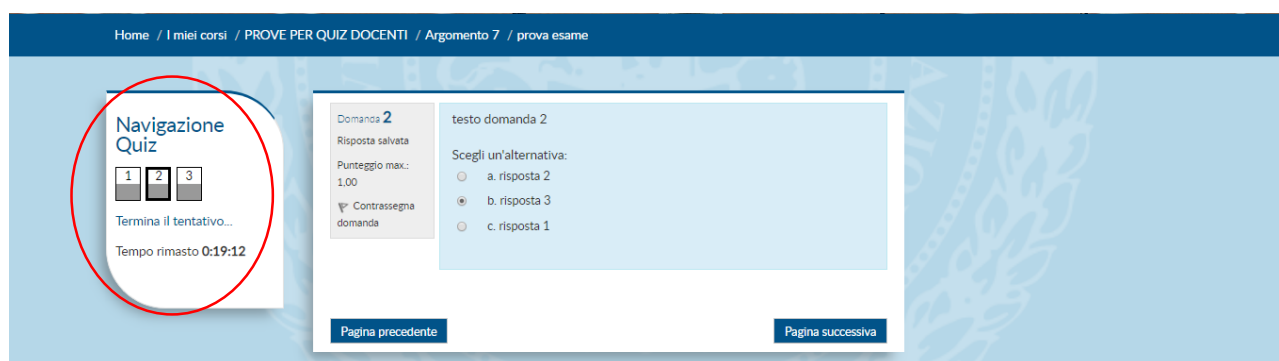 Home / I miei corsi / PROVE PER QUIZ DOCENTI / Argomento 7 / prova esame
Navigazione
Quiz
1 2 3
Termina il tentativo...
Tempo rimasto 0:19:12
Domanda 2
Risposta salvata
Punteggio max.:
1,00
Contrassegna
domanda
testo domanda 2
Scegli un'alternativa:
a. risposta 2
b. risposta 3
c. risposta 1
Pagina precedente
Pagina successiva